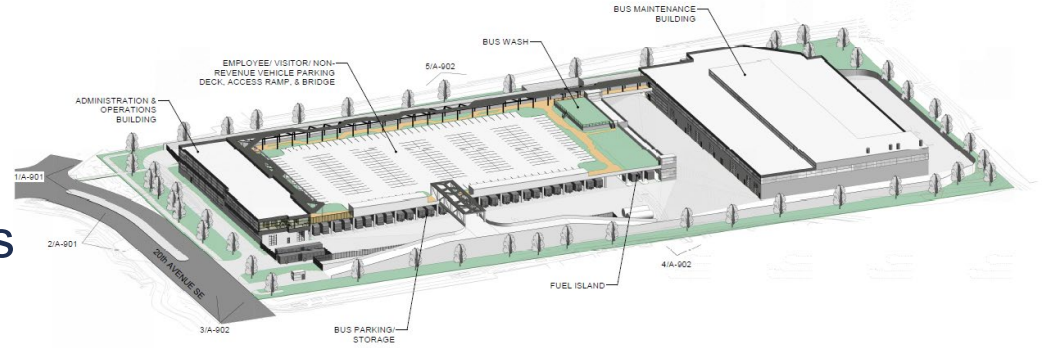 BUS MAINTENANCE
BUILDING
BUS WASH
EMPLOYEE/ VISITOR/ NON-
REVENUE VEHICLE PARKING
DECK, ACCESS RAMP, & BRIDGE
5/A-902
ADMINISTRATION &
OPERATIONS
BUILDING
1/A-901
2/A-901
s
20th AVENUE SE
4/A-902
FUEL ISLAND
3/A-902
BUS PARKING/
STORAGE